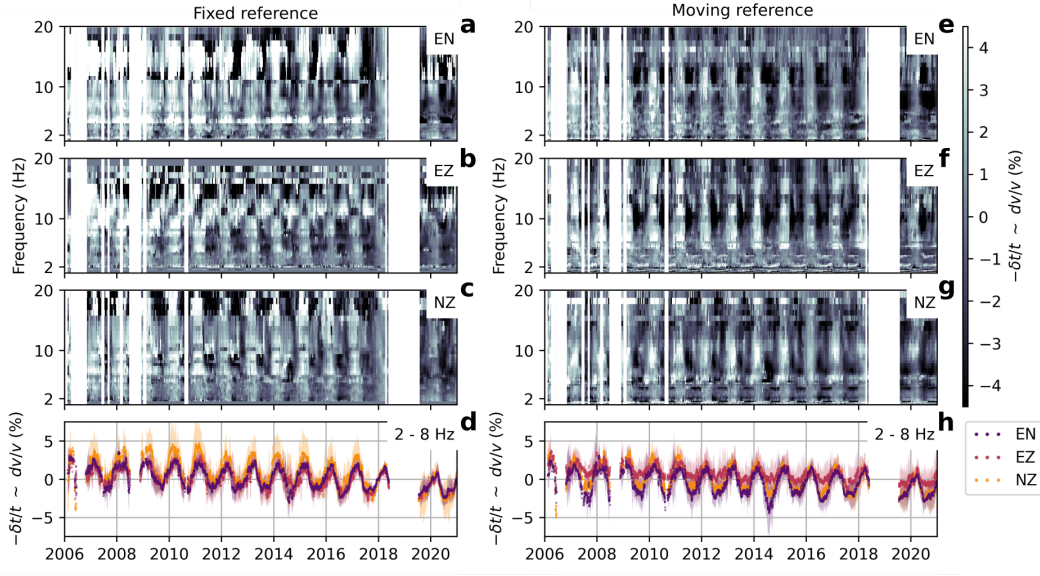 Fixed reference
Moving reference
a
EN
20
10
2
e
EN
20
10
2
b
EZ
20
10
2
Frequency (Hz)
f
EZ
20
10
2
Frequency (Hz)
c
NZ
20
10
2
g
NZ
20
10
2
4
3
2
1
0
−1
−2
−3
−4
−δt/t ~ dv/v (%)
d
2 - 8 Hz
5
0
−5
−δt/t ~ dv/v (%)
2006 2008 2010 2012 2014 2016 2018 2020
h
2 - 8 Hz
5
0
−5
−δt/t ~ dv/v (%)
2006 2008 2010 2012 2014 2016 2018 2020
EN
EZ
NZ